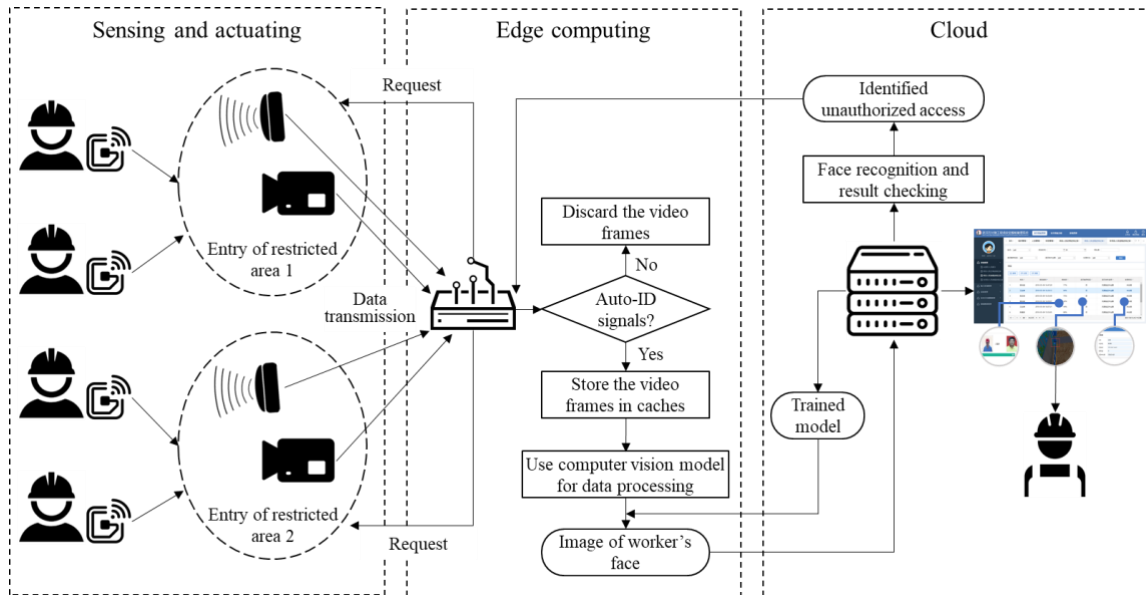 Sensing and actuating
Edge computing
Cloud
Request
Identified
unauthorized access
Face recognition and
result checking
Entry of restricted
area 1
Discard the video
frames
No
Data
transmission
Auto-ID
signals?
Yes
Store the video
frames in caches
Trained
model
Use computer vision model
for data processing
Entry of restricted
area 2
Request
Image of worker's
face